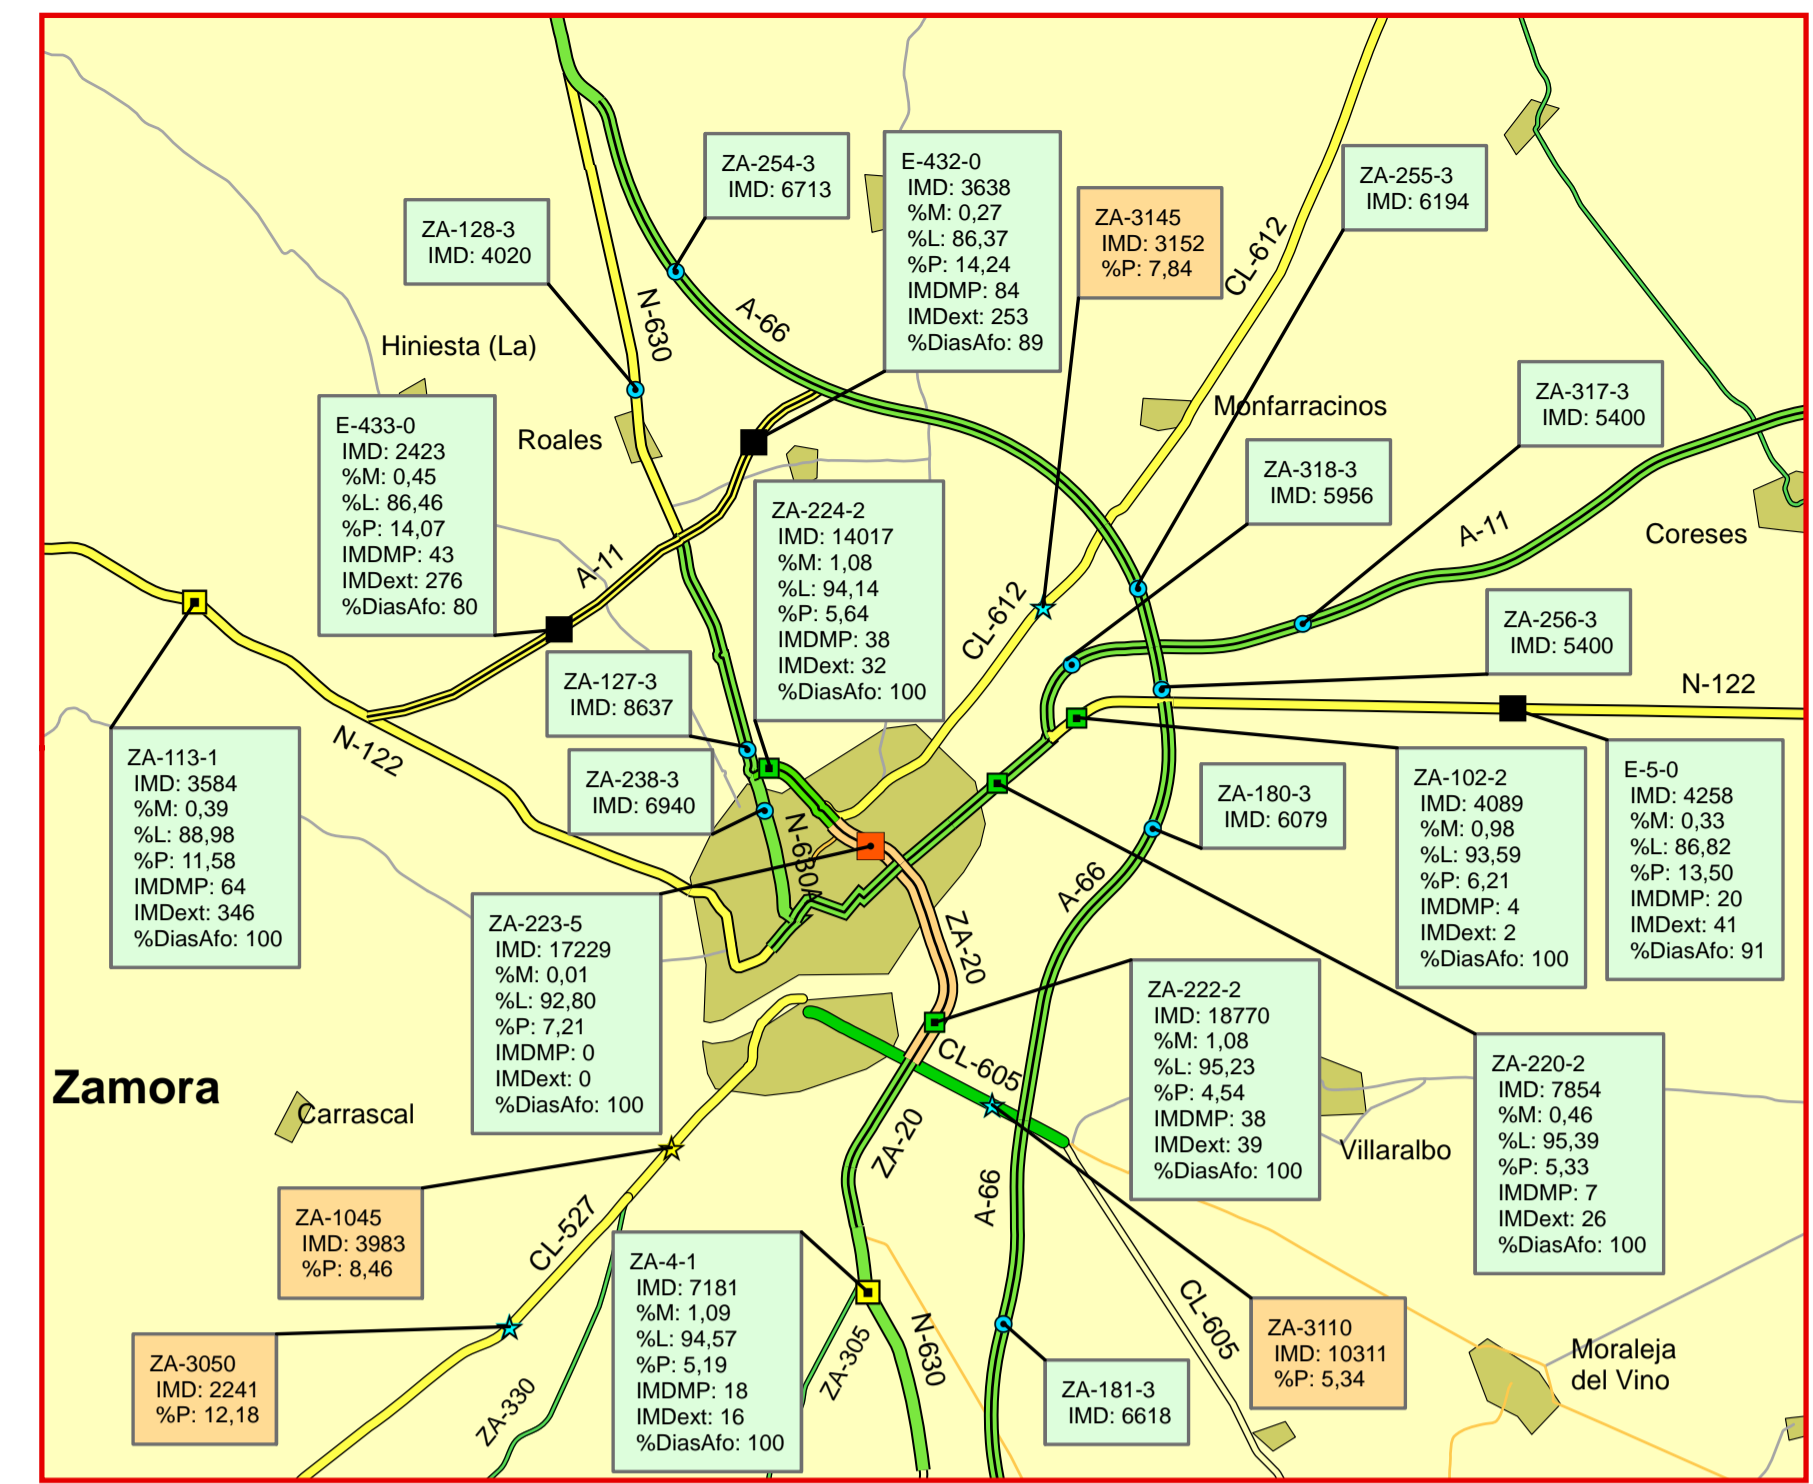 ZA-254-3
IMD: 6713
E-432-0
IMD: 3638
%M: 0,27
%L: 86,37
%P: 14,24
IMDMP: 84
IMDext: 253
%DiasAfo: 89
ZA-255-3
IMD: 6194
ZA-3145
IMD: 3152
%P: 7,84
ZA-128-3
IMD: 4020
CL-612
N-630
A-66
Hiniesta (La)
Monfarracinos
ZA-317-3
IMD: 5400
E-433-0
IMD: 2423
%M: 0,45
%L: 86,46
%P: 14,07
IMDMP: 43
IMDext: 276
%DiasAfo: 80
Roales
ZA-318-3
IMD: 5956
ZA-224-2
IMD: 14017
%M: 1,08
%L: 94,14
%P: 5,64
IMDMP: 38
IMDext: 32
%DiasAfo: 100
A-11
Coreses
A-11
CL-612
ZA-256-3
IMD: 5400
ZA-127-3
IMD: 8637
N-122
N-122
ZA-113-1
IMD: 3584
%M: 0,39
%L: 88,98
%P: 11,58
IMDMP: 64
IMDext: 346
%DiasAfo: 100
ZA-238-3
IMD: 6940
ZA-180-3
IMD: 6079
ZA-102-2
IMD: 4089
%M: 0,98
%L: 93,59
%P: 6,21
IMDMP: 4
IMDext: 2
%DiasAfo: 100
E-5-0
IMD: 4258
%M: 0,33
%L: 86,82
%P: 13,50
IMDMP: 20
IMDext: 41
%DiasAfo: 91
N-630A
A-66
ZA-223-5
IMD: 17229
%M: 0,01
%L: 92,80
%P: 7,21
IMDMP: 0
IMDext: 0
%DiasAfo: 100
ZA-20
ZA-222-2
IMD: 18770
%M: 1,08
%L: 95,23
%P: 4,54
IMDMP: 38
IMDext: 39
%DiasAfo: 100
ZA-220-2
IMD: 7854
%M: 0,46
%L: 95,39
%P: 5,33
IMDMP: 7
IMDext: 26
%DiasAfo: 100
CL-605
Zamora
Carrascal
ZA-20
Villaralbo
A-66
ZA-1045
IMD: 3983
%P: 8,46
CL-527
ZA-4-1
IMD: 7181
%M: 1,09
%L: 94,57
%P: 5,19
IMDMP: 18
IMDext: 16
%DiasAfo: 100
CL-605
ZA-3110
IMD: 10311
%P: 5,34
N-630
ZA-305
Moraleja
del Vino
ZA-3050
IMD: 2241
%P: 12,18
ZA-330
ZA-181-3
IMD: 6618